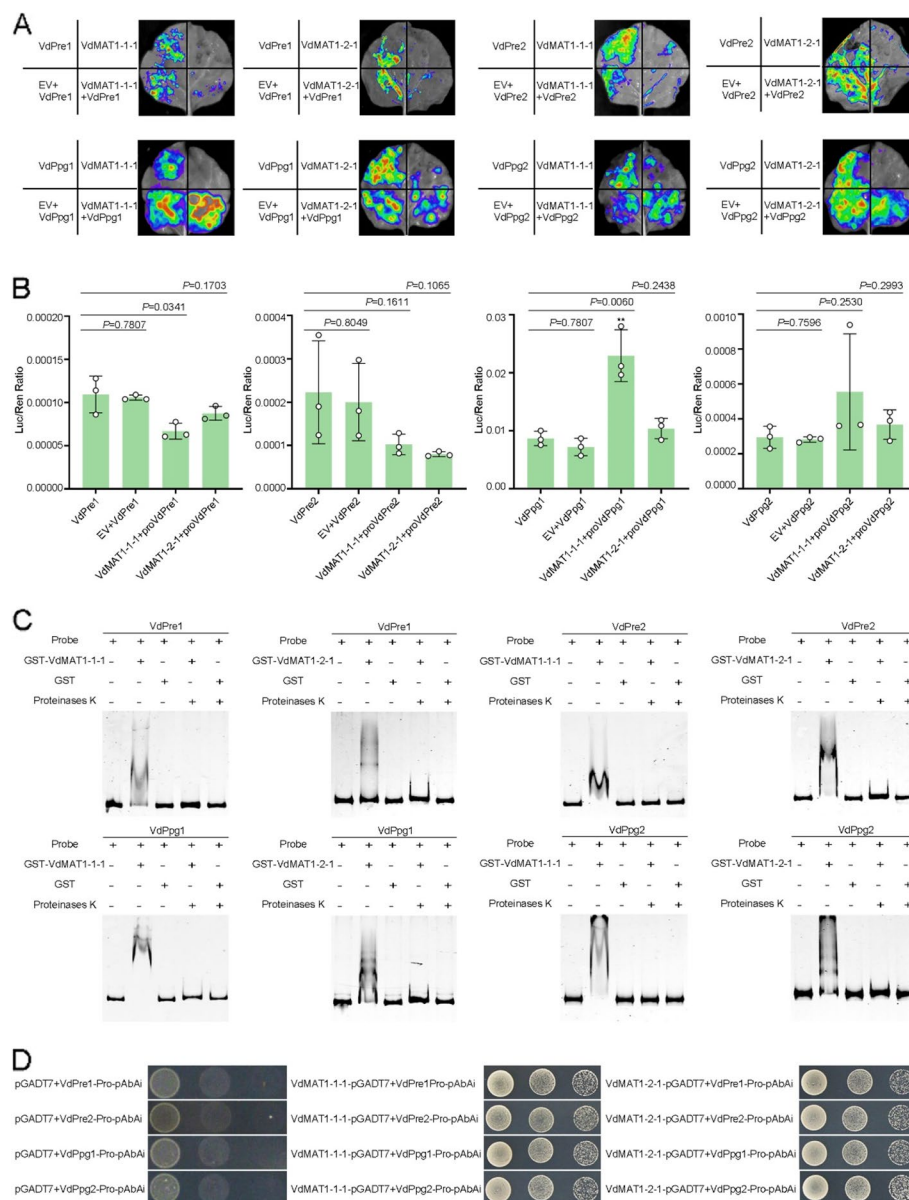 A
VdPre1 VdMAT1-1-1
EV+ VdMAT1-1-1
VdPre1 +VdPre1
VdPre1 VdMAT1-2-1
EV+ VdMAT1-2-1
VdPre1 +VdPre1
VdPre2 VdMAT1-1-1
EV+ VdMAT1-1-1
VdPre2 +VdPre2
VdPre2 VdMAT1-2-1
EV+ VdMAT1-2-1
VdPre2 +VdPre2
VdPpg1 VdMAT1-1-1
EV+ VdMAT1-1-1
VdPpg1 +VdPpg1
VdPpg1 VdMAT1-2-1
EV+ VdMAT1-2-1
VdPpg1 +VdPpg1
VdPpg2 VdMAT1-1-1
EV+ VdMAT1-1-1
VdPpg2 +VdPpg2
VdPpg2 VdMAT1-2-1
EV+ VdMAT1-2-1
VdPpg2 +VdPpg2
B
P=0.1703
P=0.0341
P=0.7807
Luc/Ren Ratio
0.00020
0.00015
0.00010
0.00005
0.00000
VdPre1
EV+VdPre1
VdMAT1-1-1+proVdPre1
VdMAT1-2-1+proVdPre1
P=0.1065
P=0.1611
P=0.8049
Luc/Ren Ratio
0.0004
0.0003
0.0002
0.0001
0.0000
VdPre2
EV+VdPre2
VdMAT1-1-1+proVdPre2
VdMAT1-2-1+proVdPre2
P=0.2438
P=0.0060
P=0.7807
**
Luc/Ren Ratio
0.03
0.02
0.01
0.00
VdPpg1
EV+VdPpg1
VdMAT1-1-1+proVdPpg1
VdMAT1-2-1+proVdPpg1
P=0.2993
P=0.2530
P=0.7596
Luc/Ren Ratio
0.0010
0.0008
0.0006
0.0004
0.0002
0.0000
VdPpg2
EV+VdPpg2
VdMAT1-1-1+proVdPpg2
VdMAT1-2-1+proVdPpg2
C
VdPre1
Probe + + + + +
GST-VdMAT1-1-1 - + - + -
GST - - + - +
Proteinases K - - - + +
VdPre1
Probe + + + + +
GST-VdMAT1-2-1 - + - + -
GST - - + - +
Proteinases K - - - + +
VdPre2
Probe + + + + +
GST-VdMAT1-1-1 - + - + -
GST - - + - +
Proteinases K - - - + +
VdPre2
Probe + + + + +
GST-VdMAT1-2-1 - + - + -
GST - - + - +
Proteinases K - - - + +
VdPpg1
Probe + + + + +
GST-VdMAT1-1-1 - + - + -
GST - - + - +
Proteinases K - - - + +
VdPpg1
Probe + + + + +
GST-VdMAT1-2-1 - + - + -
GST - - + - +
Proteinases K - - - + +
VdPpg2
Probe + + + + +
GST-VdMAT1-1-1 - + - + -
GST - - + - +
Proteinases K - - - + +
VdPpg2
Probe + + + + +
GST-VdMAT1-2-1 - + - + -
GST - - + - +
Proteinases K - - - + +
D
pGADT7+VdPre1-Pro-pAbAi
VdMAT1-1-1-pGADT7+VdPre1Pro-pAbAi
VdMAT1-2-1-pGADT7+VdPre1-Pro-pAbAi
pGADT7+VdPre2-Pro-pAbAi
VdMAT1-1-1-pGADT7+VdPre2-Pro-pAbAi
VdMAT1-2-1-pGADT7+VdPre2-Pro-pAbAi
pGADT7+VdPpg1-Pro-pAbAi
VdMAT1-1-1-pGADT7+VdPpg1-Pro-pAbAi
VdMAT1-2-1-pGADT7+VdPpg1-Pro-pAbAi
pGADT7+VdPpg2-Pro-pAbAi
VdMAT1-1-1-pGADT7+VdPpg2-Pro-pAbAi
VdMAT1-2-1-pGADT7+VdPpg2-Pro-pAbAi